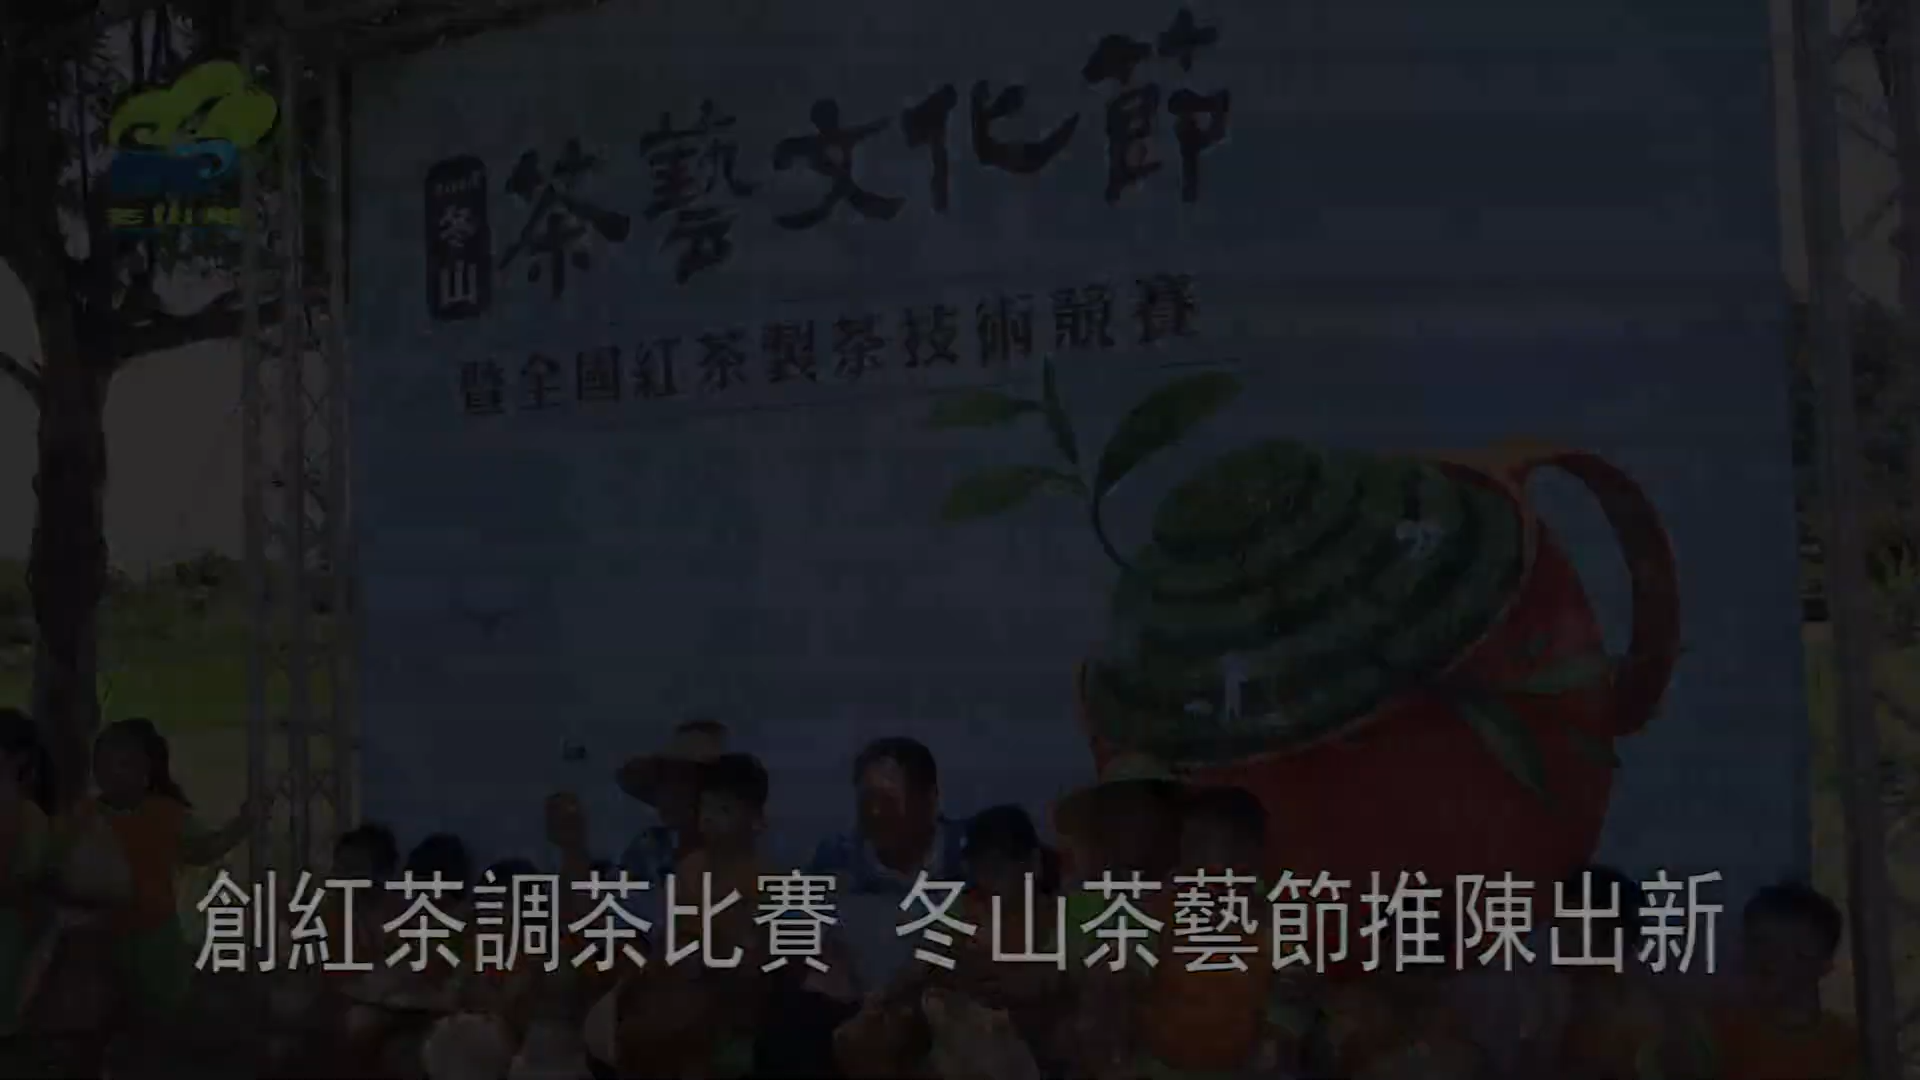 茶藝文化節
冬山
暨全國紅茶製茶技術競賽
創紅茶調茶比賽 冬山茶藝節推陳出新